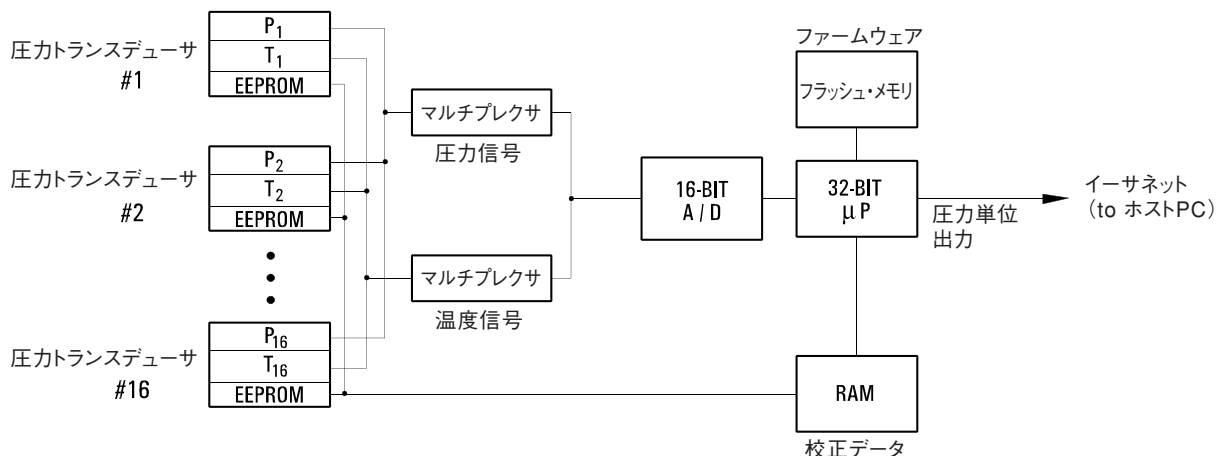 圧力トランスデューサ
#1
P1
T1
EEPROM
圧力トランスデューサ
#2
P2
T2
EEPROM
圧力トランスデューサ
#16
P16
T16
EEPROM
マルチプレクサ
圧力信号
マルチプレクサ
温度信号
16-BIT
A / D
ファームウェア
フラッシュ・メモリ
32-BIT
μ P
圧力単位
出力
イーサネット
(to ホストPC)
RAM
校正データ